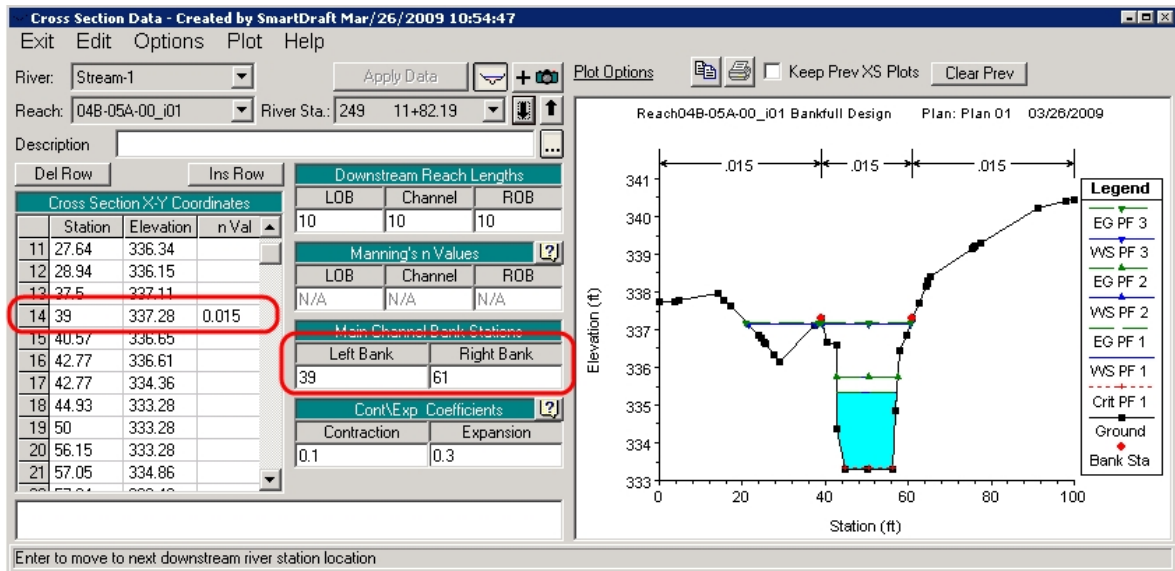 Cross Section Data - Created by SmartDraft Mar/26/2009 10:54:47
Exit Edit Options Plot Help
River: Stream-1 Apply Data
Reach: 04B-05A-00_i01 River Sta.: 249 11+82.19
Description ...
Del Row Ins Row
Cross Section X-Y Coordinates
Station Elevation n Val
11 27.64 336.34
12 28.94 336.15
13 37.5 337.11
14 39 337.28 0.015
15 40.57 336.65
16 42.77 336.61
17 42.77 334.36
18 44.93 333.28
19 50 333.28
20 56.15 333.28
21 57.05 334.86
Downstream Reach Lengths
LOB Channel ROB
10 10 10
Manning's n Values
LOB Channel ROB
N/A N/A N/A
Main Channel Bank Stations
Left Bank Right Bank
39 61
Cont\Exp Coefficients
Contraction Expansion
0.1 0.3
Plot Options Keep Prev XS Plots Clear Prev
Reach04B-05A-00_i01 Bankfull Design Plan: Plan 01 03/26/2009
.015 .015 .015
341
340
339
338
337
336
335
334
333
Elevation (ft)
0 20 40 60 80 100
Station (ft)
Legend
EG PF 3
WS PF 3
EG PF 2
WS PF 2
EG PF 1
WS PF 1
Crit PF 1
Ground
Bank Sta
Enter to move to next downstream river station location